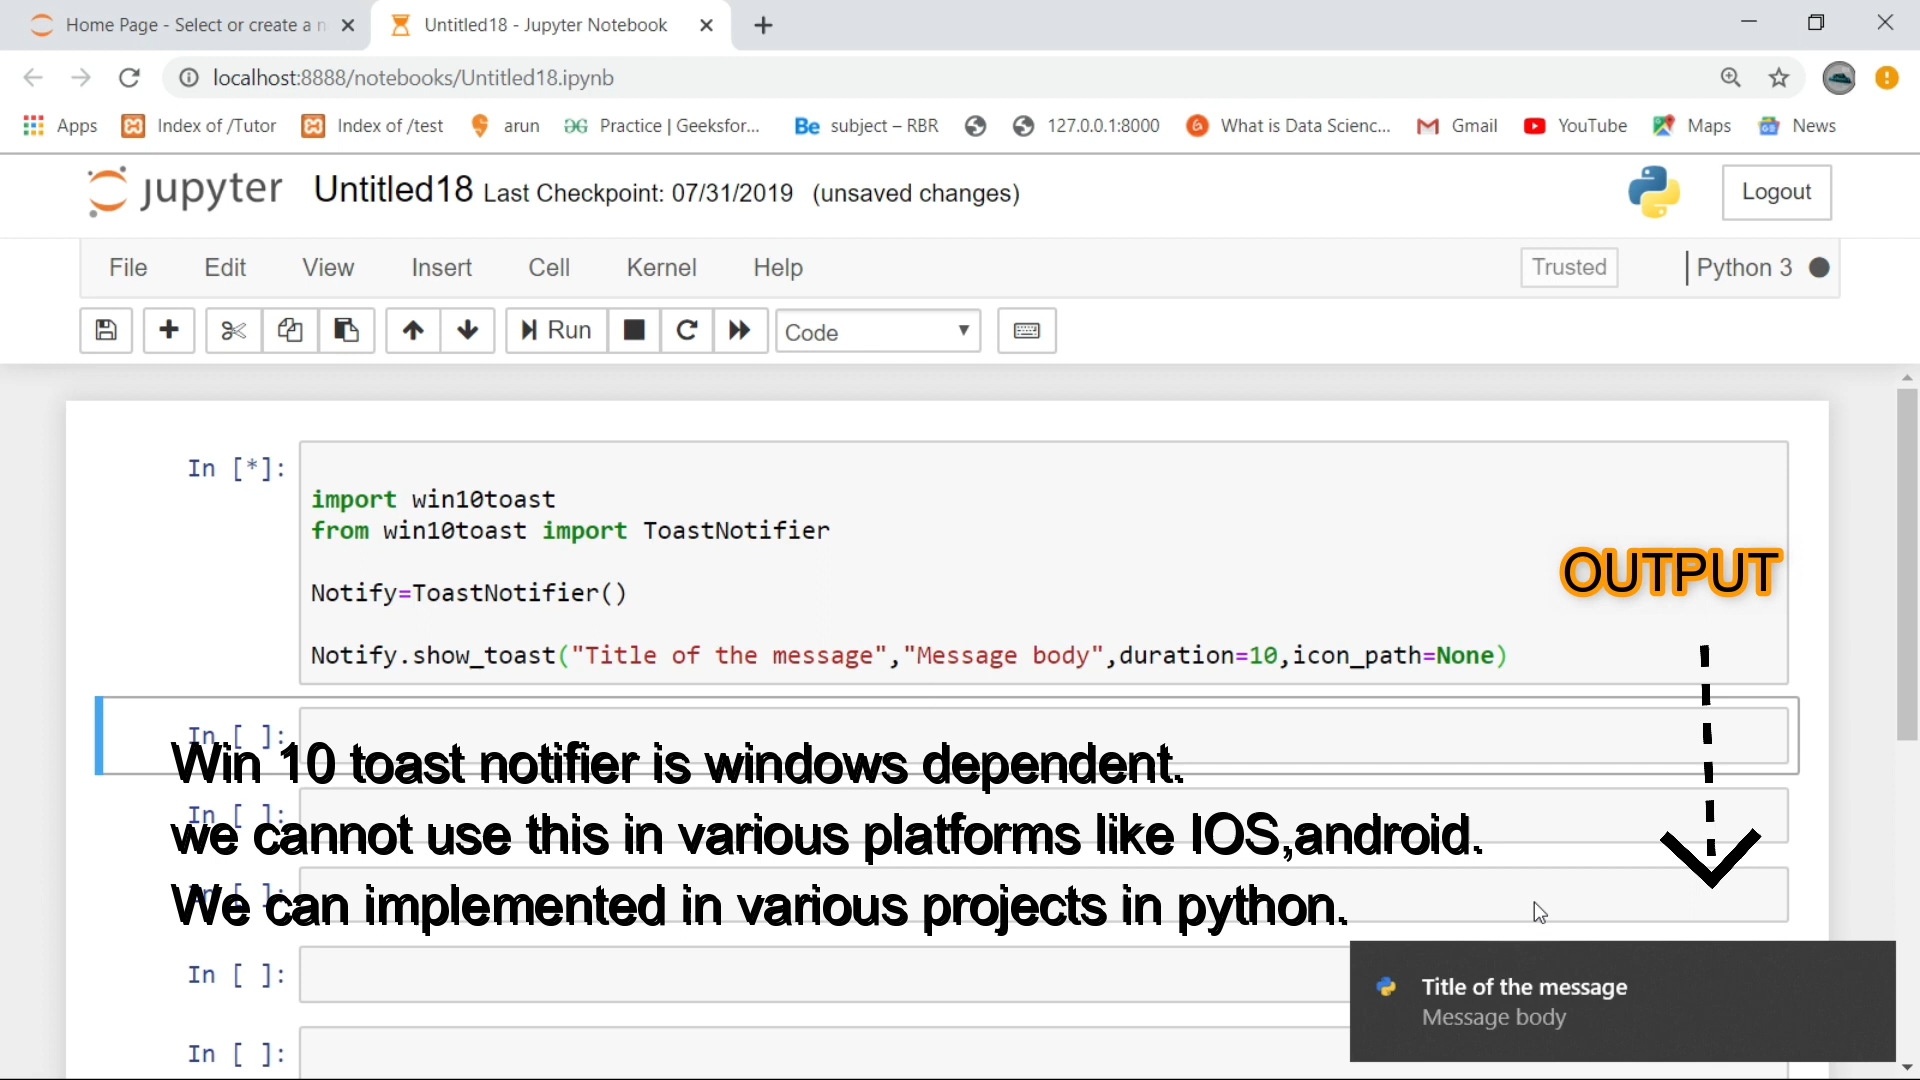 Home Page - Select or create a n
Untitled18 - Jupyter Notebook
localhost:8888/notebooks/Untitled18.ipynb
Apps
Index of /Tutor
Index of /test
arun
Practice | Geeksfor...
Be subject – RBR
127.0.0.1:8000
What is Data Scienc...
Gmail
YouTube
Maps
News
jupyter Untitled18 Last Checkpoint: 07/31/2019 (unsaved changes)
Logout
File Edit View Insert Cell Kernel Help
Trusted
Python 3
Run
Code
In [*]:
import win10toast
from win10toast import ToastNotifier
Notify=ToastNotifier()
Notify.show_toast("Title of the message","Message body",duration=10,icon_path=None)
OUTPUT
In [ ]:
Win 10 toast notifier is windows dependent.
In [ ]:
we cannot use this in various platforms like IOS,android.
In [ ]:
We can implemented in various projects in python.
In [ ]:
Title of the message
Message body
In [ ]: